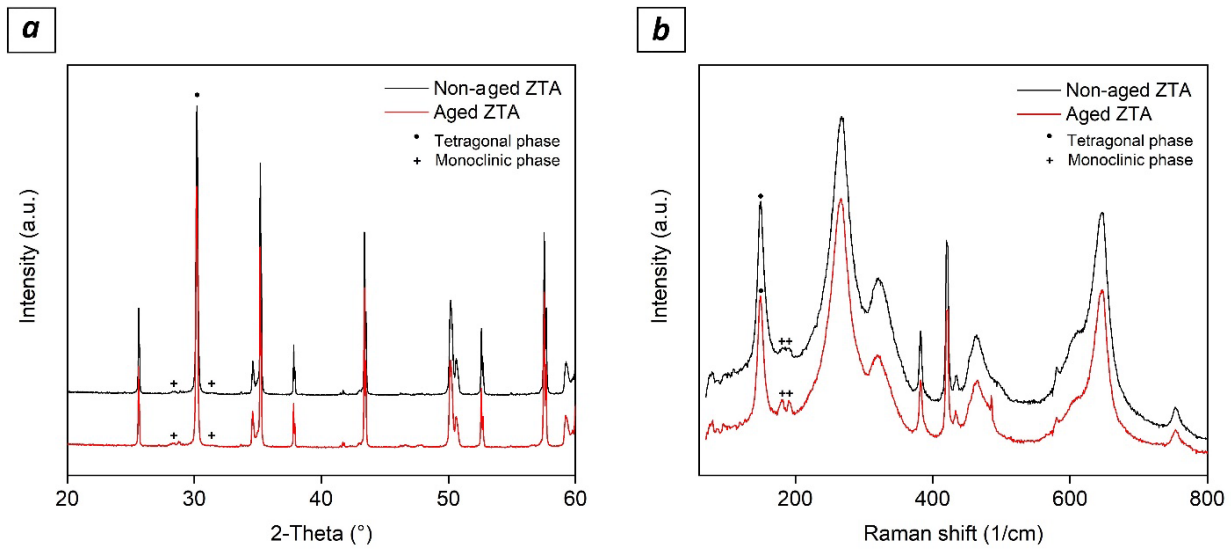 a
Non-aged ZTA
Aged ZTA
• Tetragonal phase
+ Monoclinic phase
Intensity (a.u.)
20 30 40 50 60
2-Theta (°)
b
Non-aged ZTA
Aged ZTA
• Tetragonal phase
+ Monoclinic phase
Intensity (a.u.)
200 400 600 800
Raman shift (1/cm)